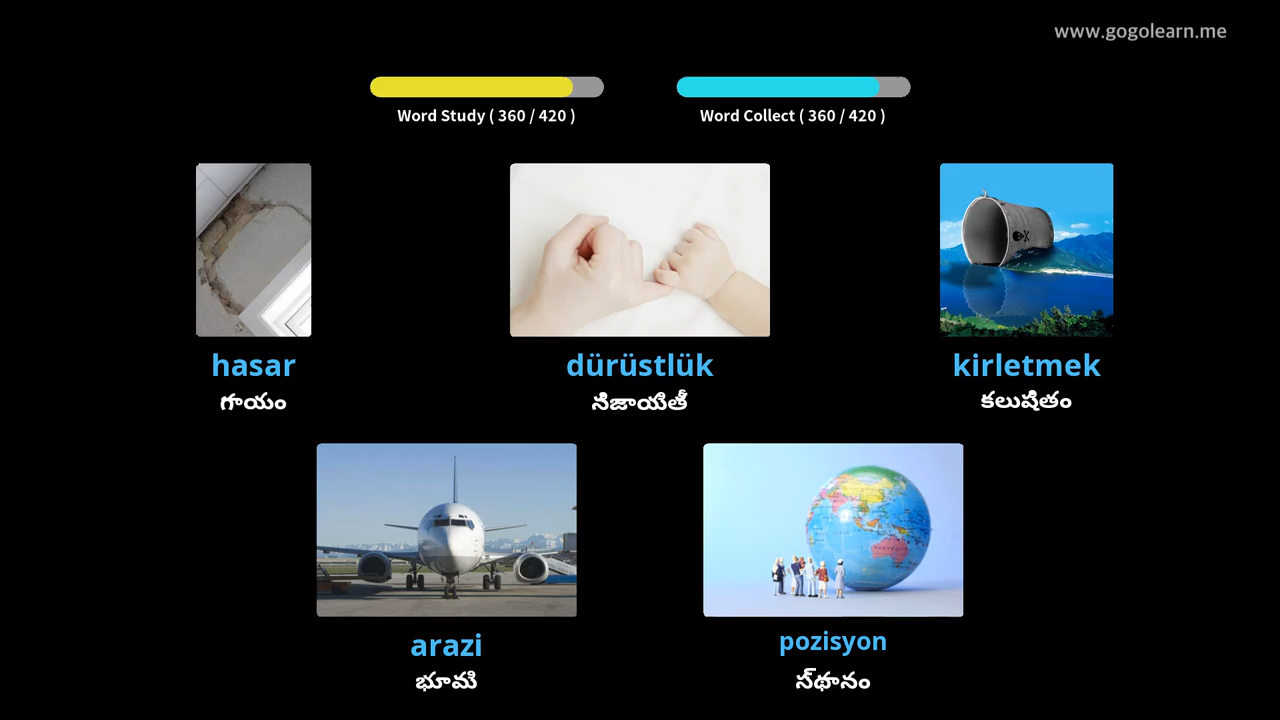 www.gogolearn.me
Word Study ( 360 / 420 )
Word Collect ( 360 / 420 )
hasar
గాయం
dürüstlük
నిజాయితీ
kirletmek
కలుషితం
arazi
భూమి
pozisyon
స్థానం